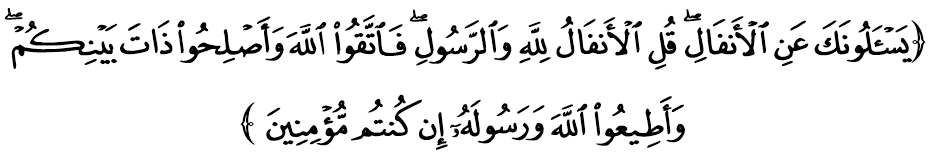 ﴿يَسْـَٔلُونَكَ عَنِ ٱلْأَنفَالِ ۖ قُلِ ٱلْأَنفَالُ لِلَّهِ وَٱلرَّسُولِ ۖ فَٱتَّقُوا۟ ٱللَّهَ وَأَصْلِحُوا۟ ذَاتَ بَيْنِكُمْ ۖ
وَأَطِيعُوا۟ ٱللَّهَ وَرَسُولَهُۥٓ إِن كُنتُم مُّؤْمِنِينَ ﴾